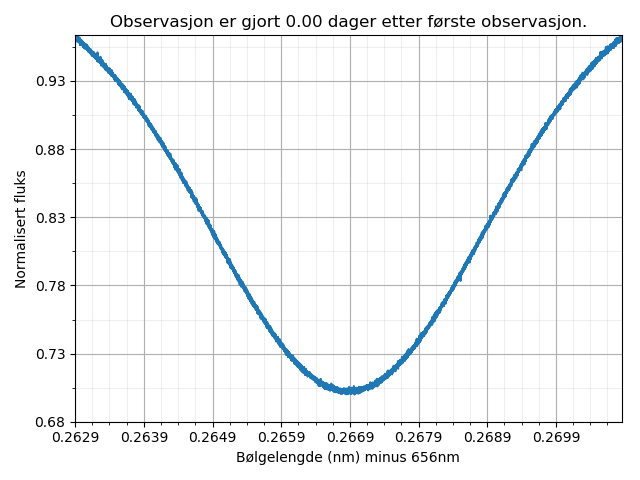 Observasjon er gjort 0.00 dager etter første observasjon.
Normalisert fluks
0.93
0.88
0.83
0.78
0.73
0.68
0.2629 0.2639 0.2649 0.2659 0.2669 0.2679 0.2689 0.2699
Bølgelengde (nm) minus 656nm